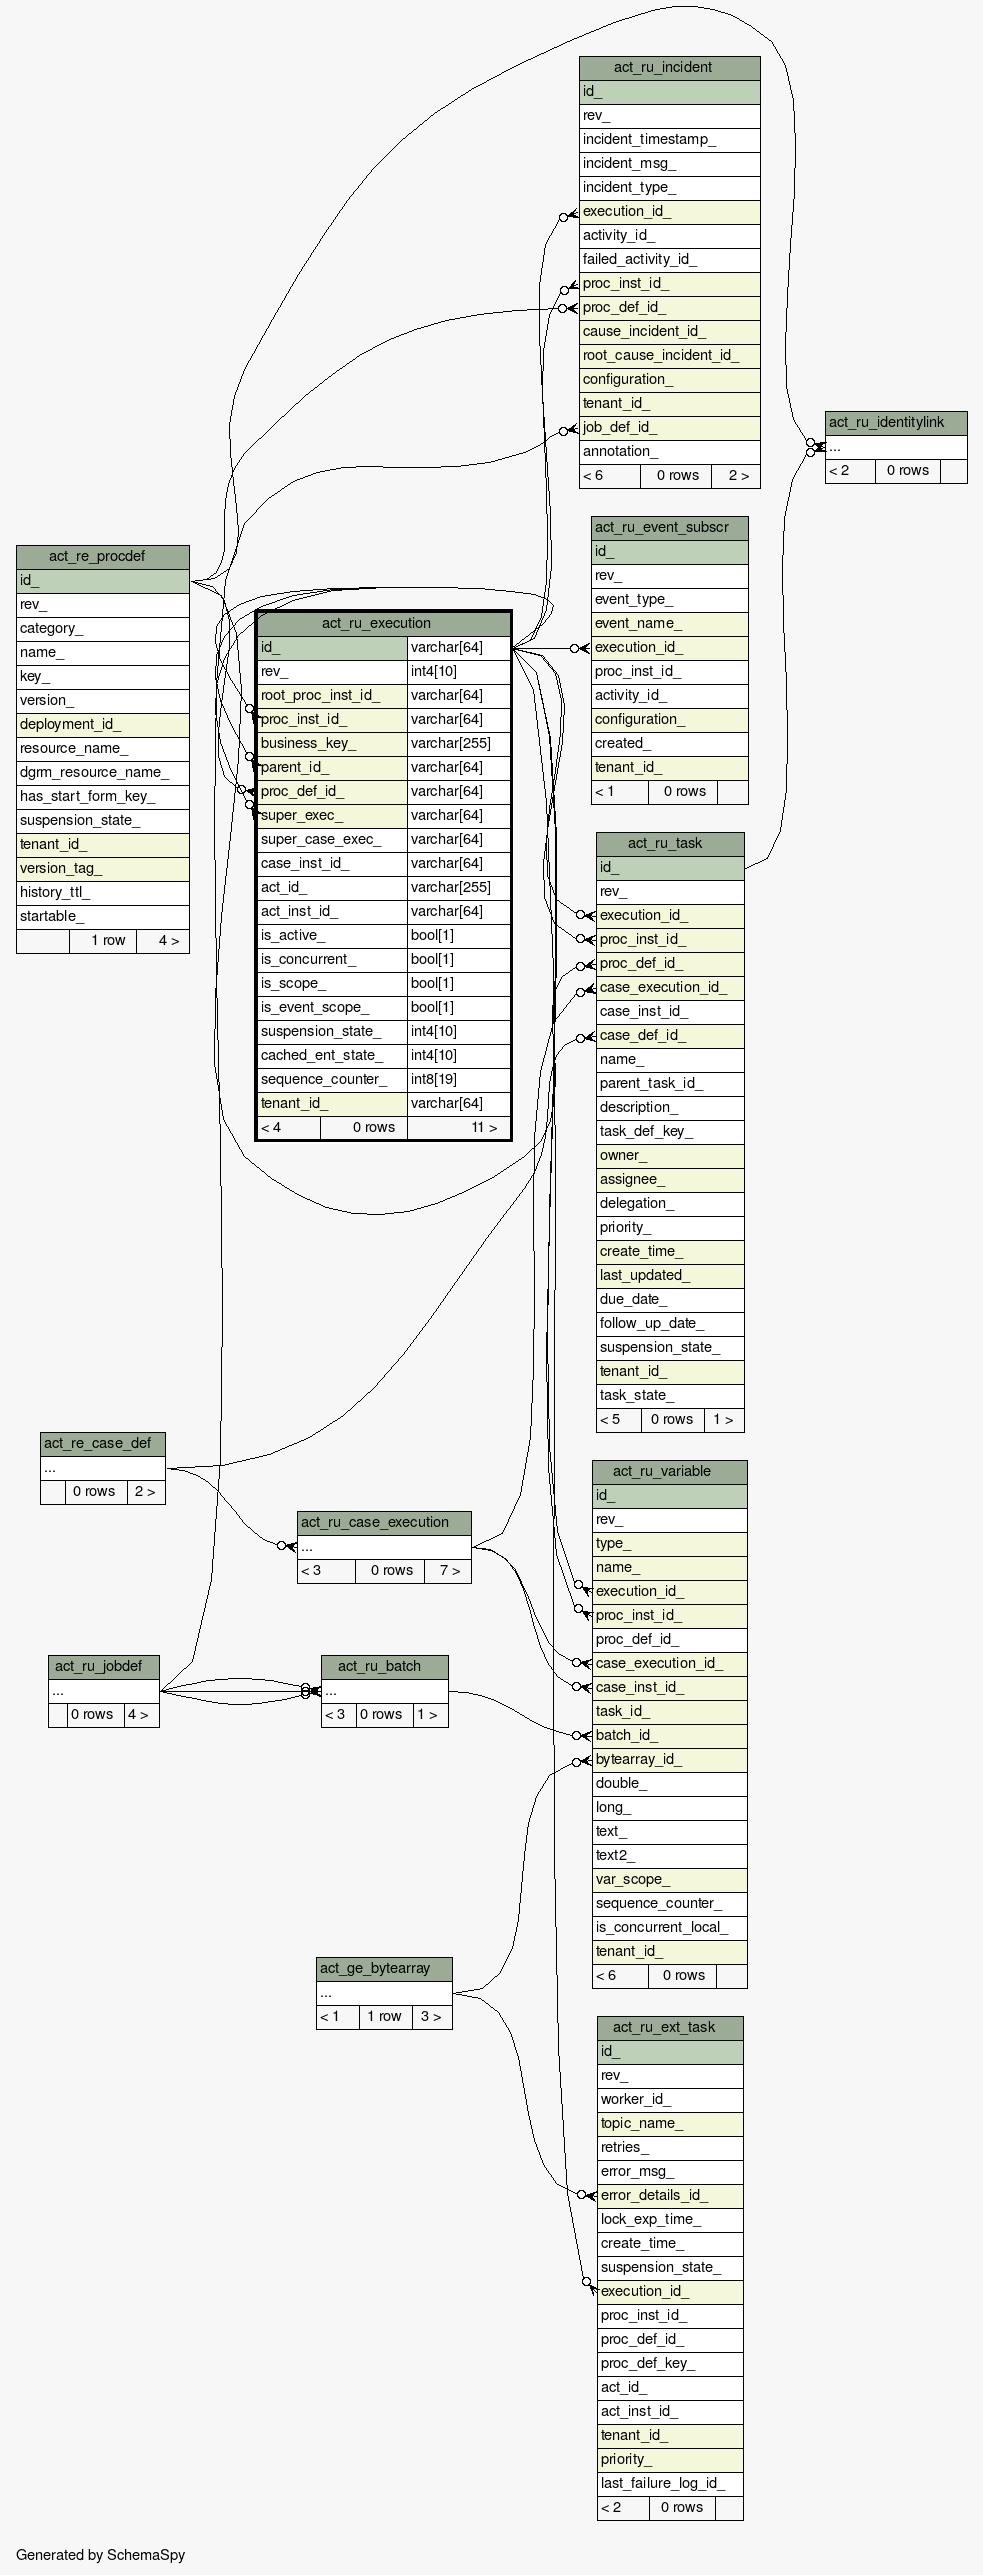 act_ru_incident
id_
rev_
incident_timestamp_
incident_msg_
incident_type_
execution_id_
activity_id_
failed_activity_id_
proc_inst_id_
proc_def_id_
cause_incident_id_
root_cause_incident_id_
configuration_
tenant_id_
job_def_id_
annotation_
< 6 0 rows 2 >
act_ru_identitylink
...
< 2 0 rows
act_ru_event_subscr
id_
rev_
event_type_
event_name_
execution_id_
proc_inst_id_
activity_id_
configuration_
created_
tenant_id_
< 1 0 rows
act_re_procdef
id_
rev_
category_
name_
key_
version_
deployment_id_
resource_name_
dgrm_resource_name_
has_start_form_key_
suspension_state_
tenant_id_
version_tag_
history_ttl_
startable_
1 row 4 >
act_ru_execution
id_ varchar[64]
rev_ int4[10]
root_proc_inst_id_ varchar[64]
proc_inst_id_ varchar[64]
business_key_ varchar[255]
parent_id_ varchar[64]
proc_def_id_ varchar[64]
super_exec_ varchar[64]
super_case_exec_ varchar[64]
case_inst_id_ varchar[64]
act_id_ varchar[255]
act_inst_id_ varchar[64]
is_active_ bool[1]
is_concurrent_ bool[1]
is_scope_ bool[1]
is_event_scope_ bool[1]
suspension_state_ int4[10]
cached_ent_state_ int4[10]
sequence_counter_ int8[19]
tenant_id_ varchar[64]
< 4 0 rows 11 >
act_ru_task
id_
rev_
execution_id_
proc_inst_id_
proc_def_id_
case_execution_id_
case_inst_id_
case_def_id_
name_
parent_task_id_
description_
task_def_key_
owner_
assignee_
delegation_
priority_
create_time_
last_updated_
due_date_
follow_up_date_
suspension_state_
tenant_id_
task_state_
< 5 0 rows 1 >
act_re_case_def
...
0 rows 2 >
act_ru_case_execution
...
< 3 0 rows 7 >
act_ru_variable
id_
rev_
type_
name_
execution_id_
proc_inst_id_
proc_def_id_
case_execution_id_
case_inst_id_
task_id_
batch_id_
bytearray_id_
double_
long_
text_
text2_
var_scope_
sequence_counter_
is_concurrent_local_
tenant_id_
< 6 0 rows
act_ru_jobdef
...
0 rows 4 >
act_ru_batch
...
< 3 0 rows 1 >
act_ge_bytearray
...
< 1 1 row 3 >
act_ru_ext_task
id_
rev_
worker_id_
topic_name_
retries_
error_msg_
error_details_id_
lock_exp_time_
create_time_
suspension_state_
execution_id_
proc_inst_id_
proc_def_id_
proc_def_key_
act_id_
act_inst_id_
tenant_id_
priority_
last_failure_log_id_
< 2 0 rows
Generated by SchemaSpy